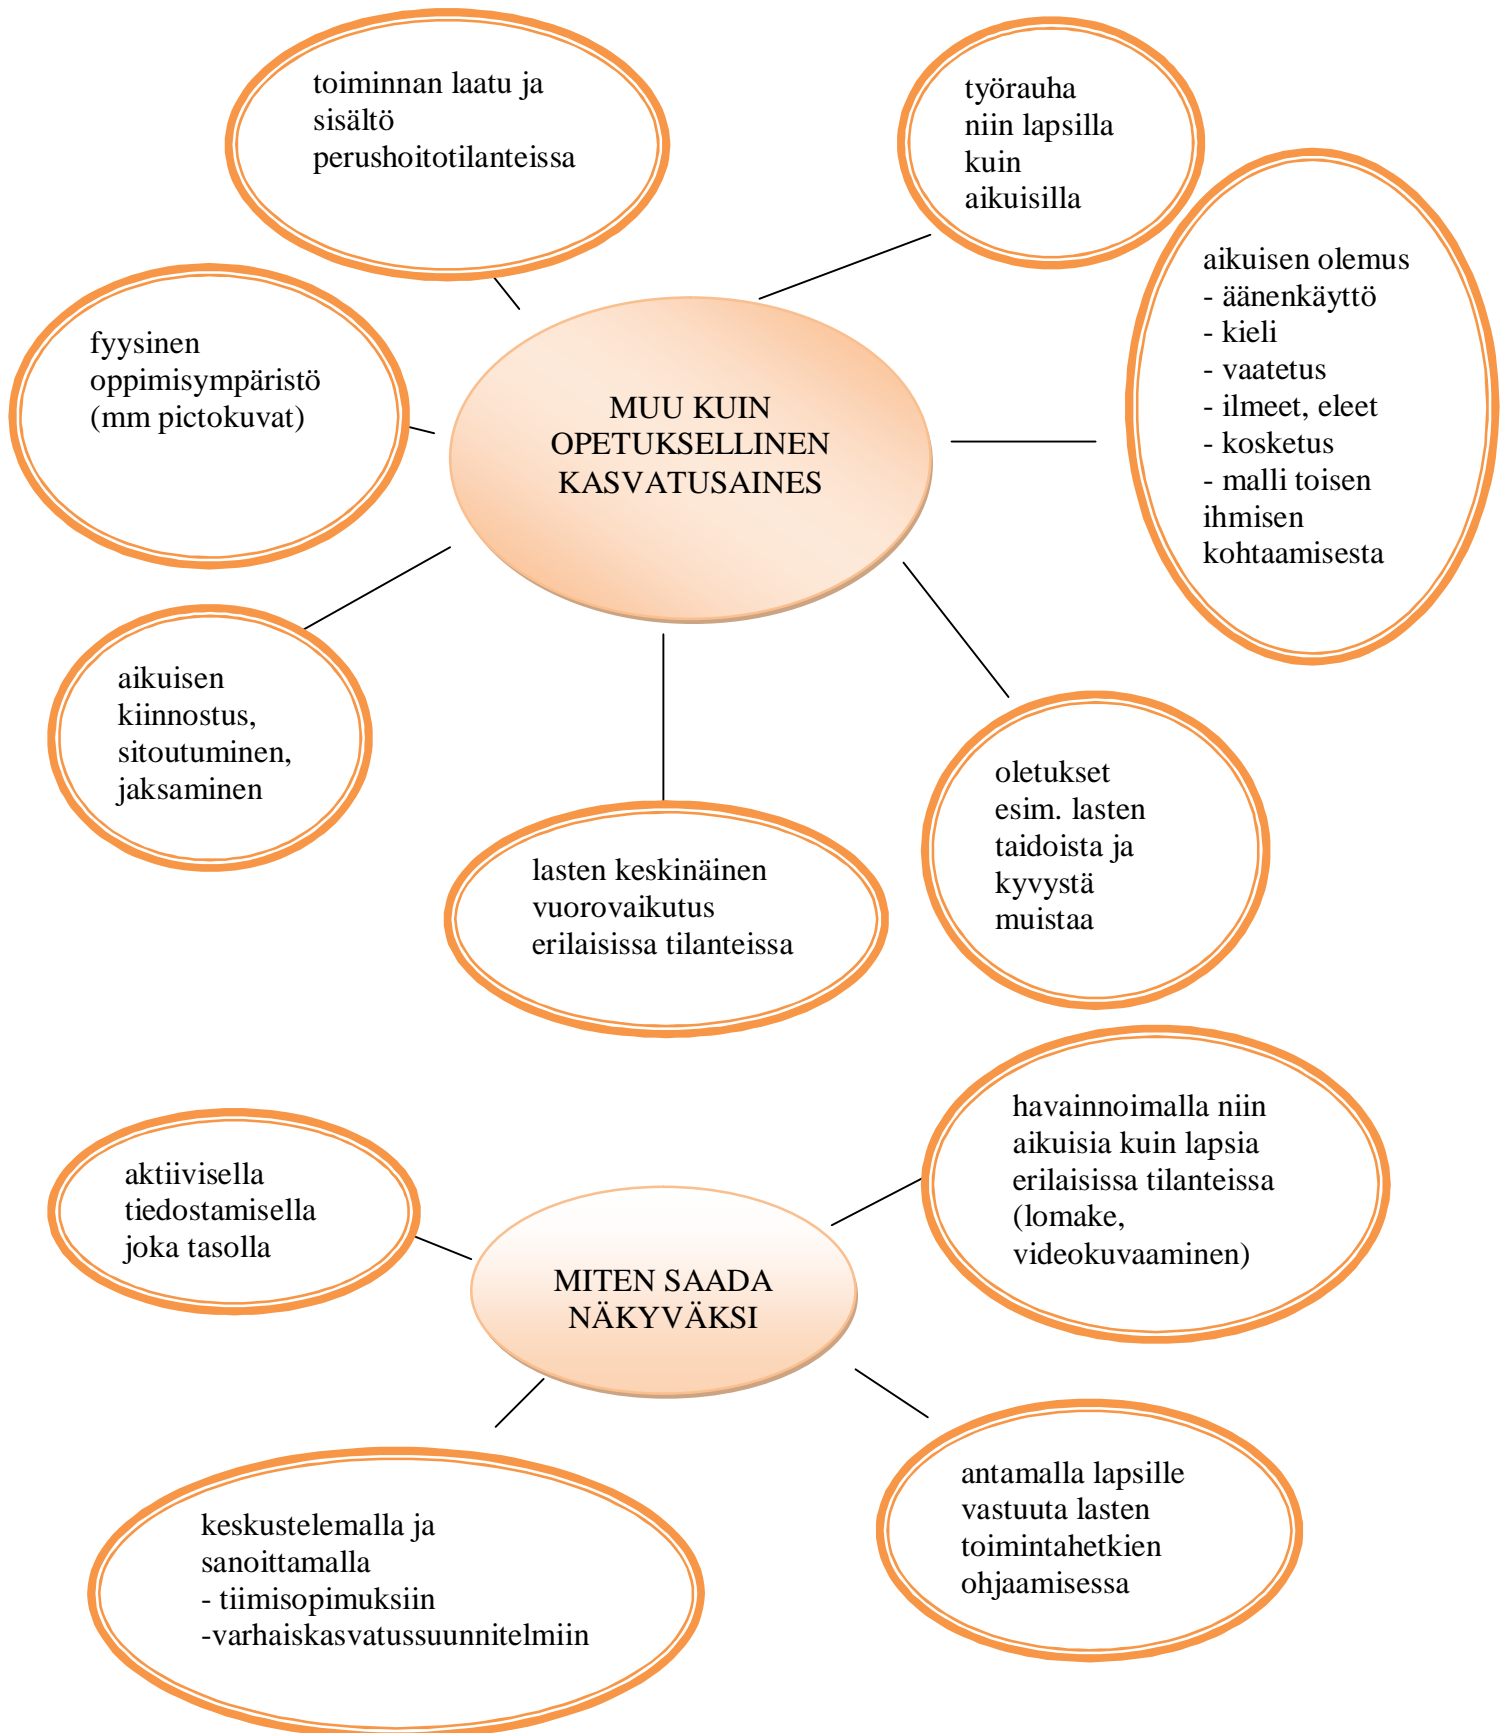 toiminnan laatu ja
sisältö
perushoitotilanteissa
työrauha
niin lapsilla
kuin
aikuisilla
aikuisen olemus
- äänenkäyttö
- kieli
- vaatetus
- ilmeet, eleet
- kosketus
- malli toisen
ihmisen
kohtaamisesta
fyysinen
oppimisympäristö
(mm pictokuvat)
MUU KUIN
OPETUKSELLINEN
KASVATUSAINES
aikuisen
kiinnostus,
sitoutuminen,
jaksaminen
oletukset
esim. lasten
taidoista ja
kyvystä
muistaa
lasten keskinäinen
vuorovaikutus
erilaisissa tilanteissa
havainnoimalla niin
aikuisia kuin lapsia
erilaisissa tilanteissa
(lomake,
videokuvaaminen)
aktiivisella
tiedostamisella
joka tasolla
MITEN SAADA
NÄKYVÄKSI
antamalla lapsille
vastuuta lasten
toimintahetkien
ohjaamisessa
keskustelemalla ja
sanoittamalla
- tiimisopimuksiin
-varhaiskasvatussuunnitelmiin